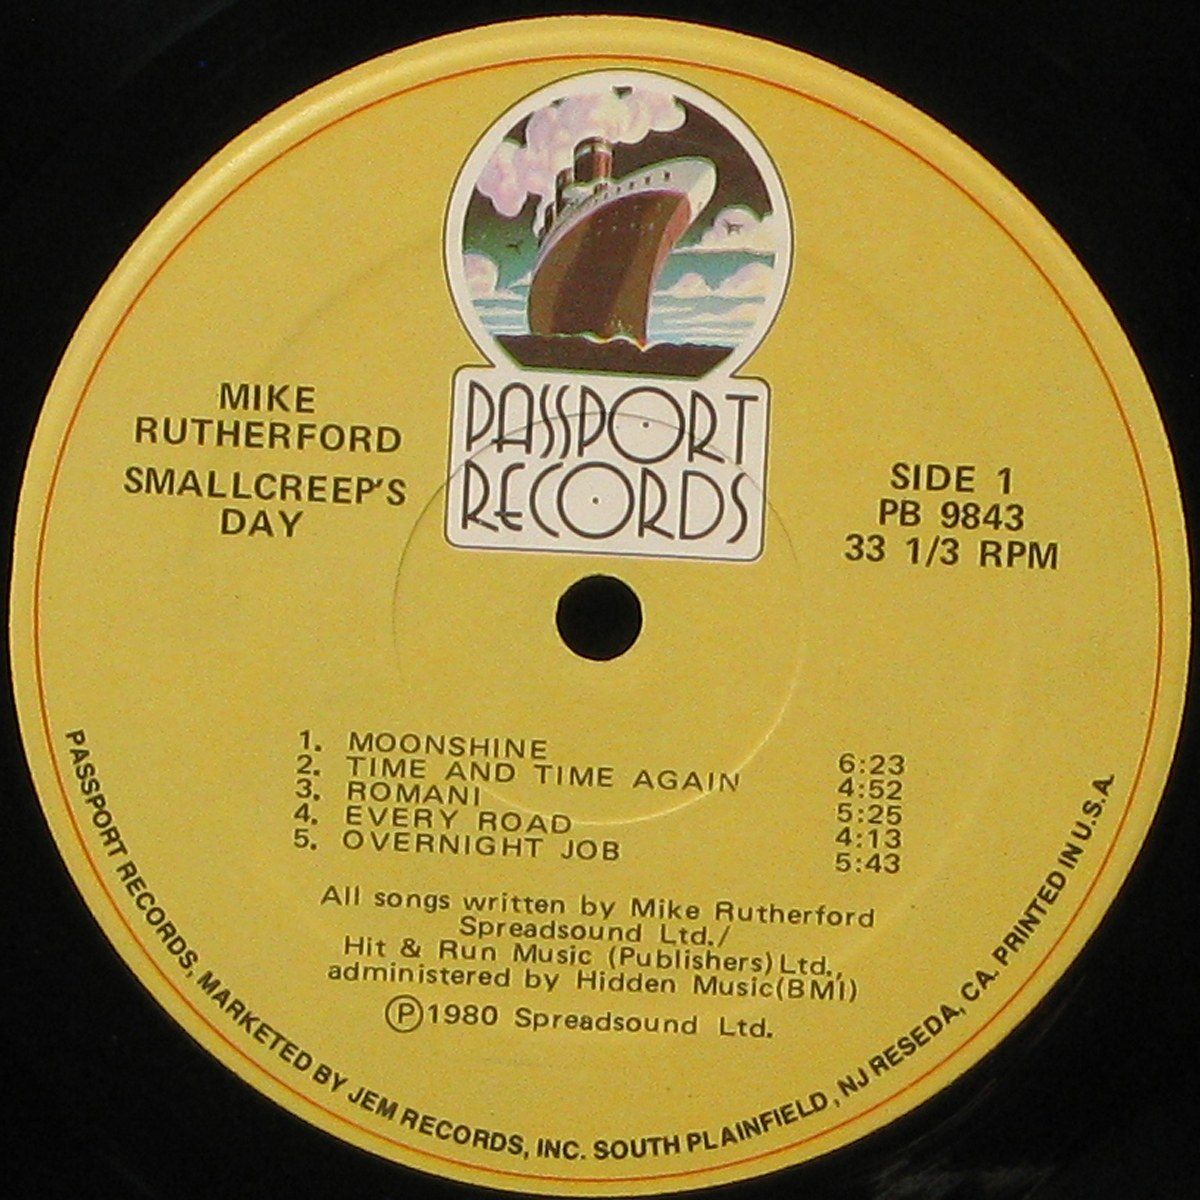 PASSPORT
RECORDS
MIKE
RUTHERFORD
SMALLCREEP'S
DAY
SIDE 1
PB 9843
33 1/3 RPM
1. MOONSHINE 6:23
2. TIME AND TIME AGAIN 4:52
3. ROMANI 5:25
4. EVERY ROAD 4:13
5. OVERNIGHT JOB 5:43
All songs written by Mike Rutherford
Spreadsound Ltd./
Hit & Run Music (Publishers) Ltd.,
administered by Hidden Music(BMI)
Ⓟ1980 Spreadsound Ltd.
PASSPORT RECORDS, MARKETED BY JEM RECORDS, INC. SOUTH PLAINFIELD, NJ RESEDA, CA. PRINTED IN U.S.A.